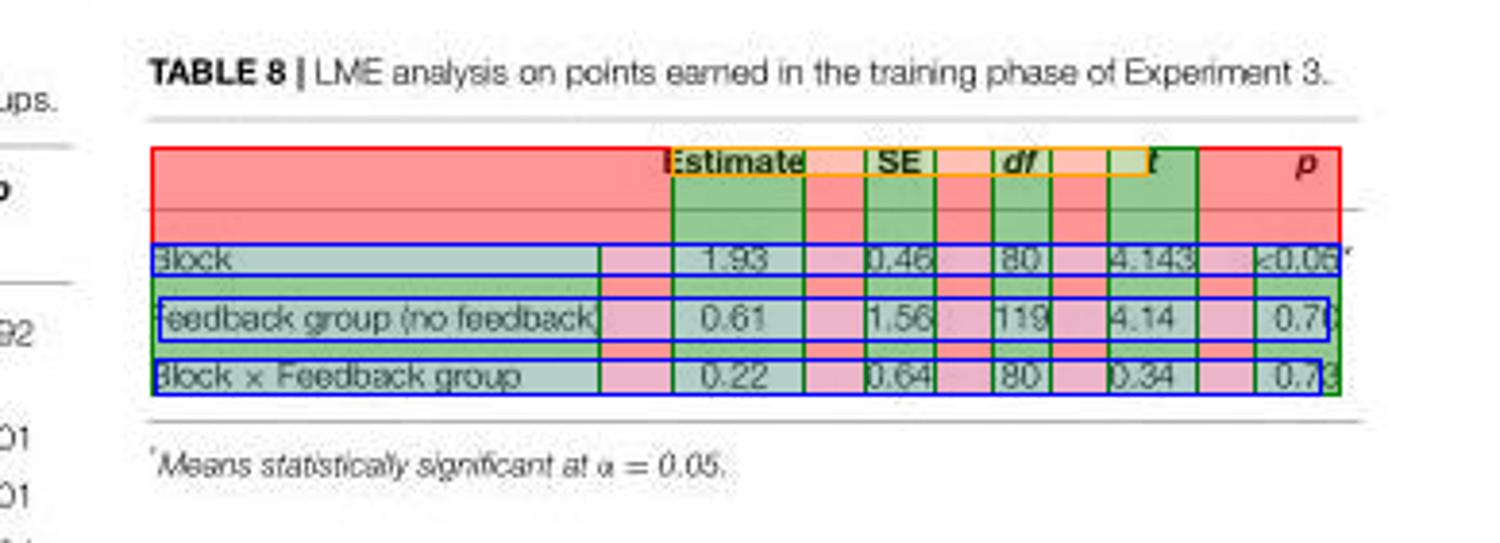 ups.
TABLE 8 | LME analysis on points earned in the training phase of Experiment 3.
Estimate SE df t p
Block 1.93 0.46 80 4.143 <0.05*
Feedback group (no feedback) 0.61 1.56 119 4.14 0.70
92
Block × Feedback group 0.22 0.64 80 0.34 0.73
01
*Means statistically significant at α = 0.05.
01